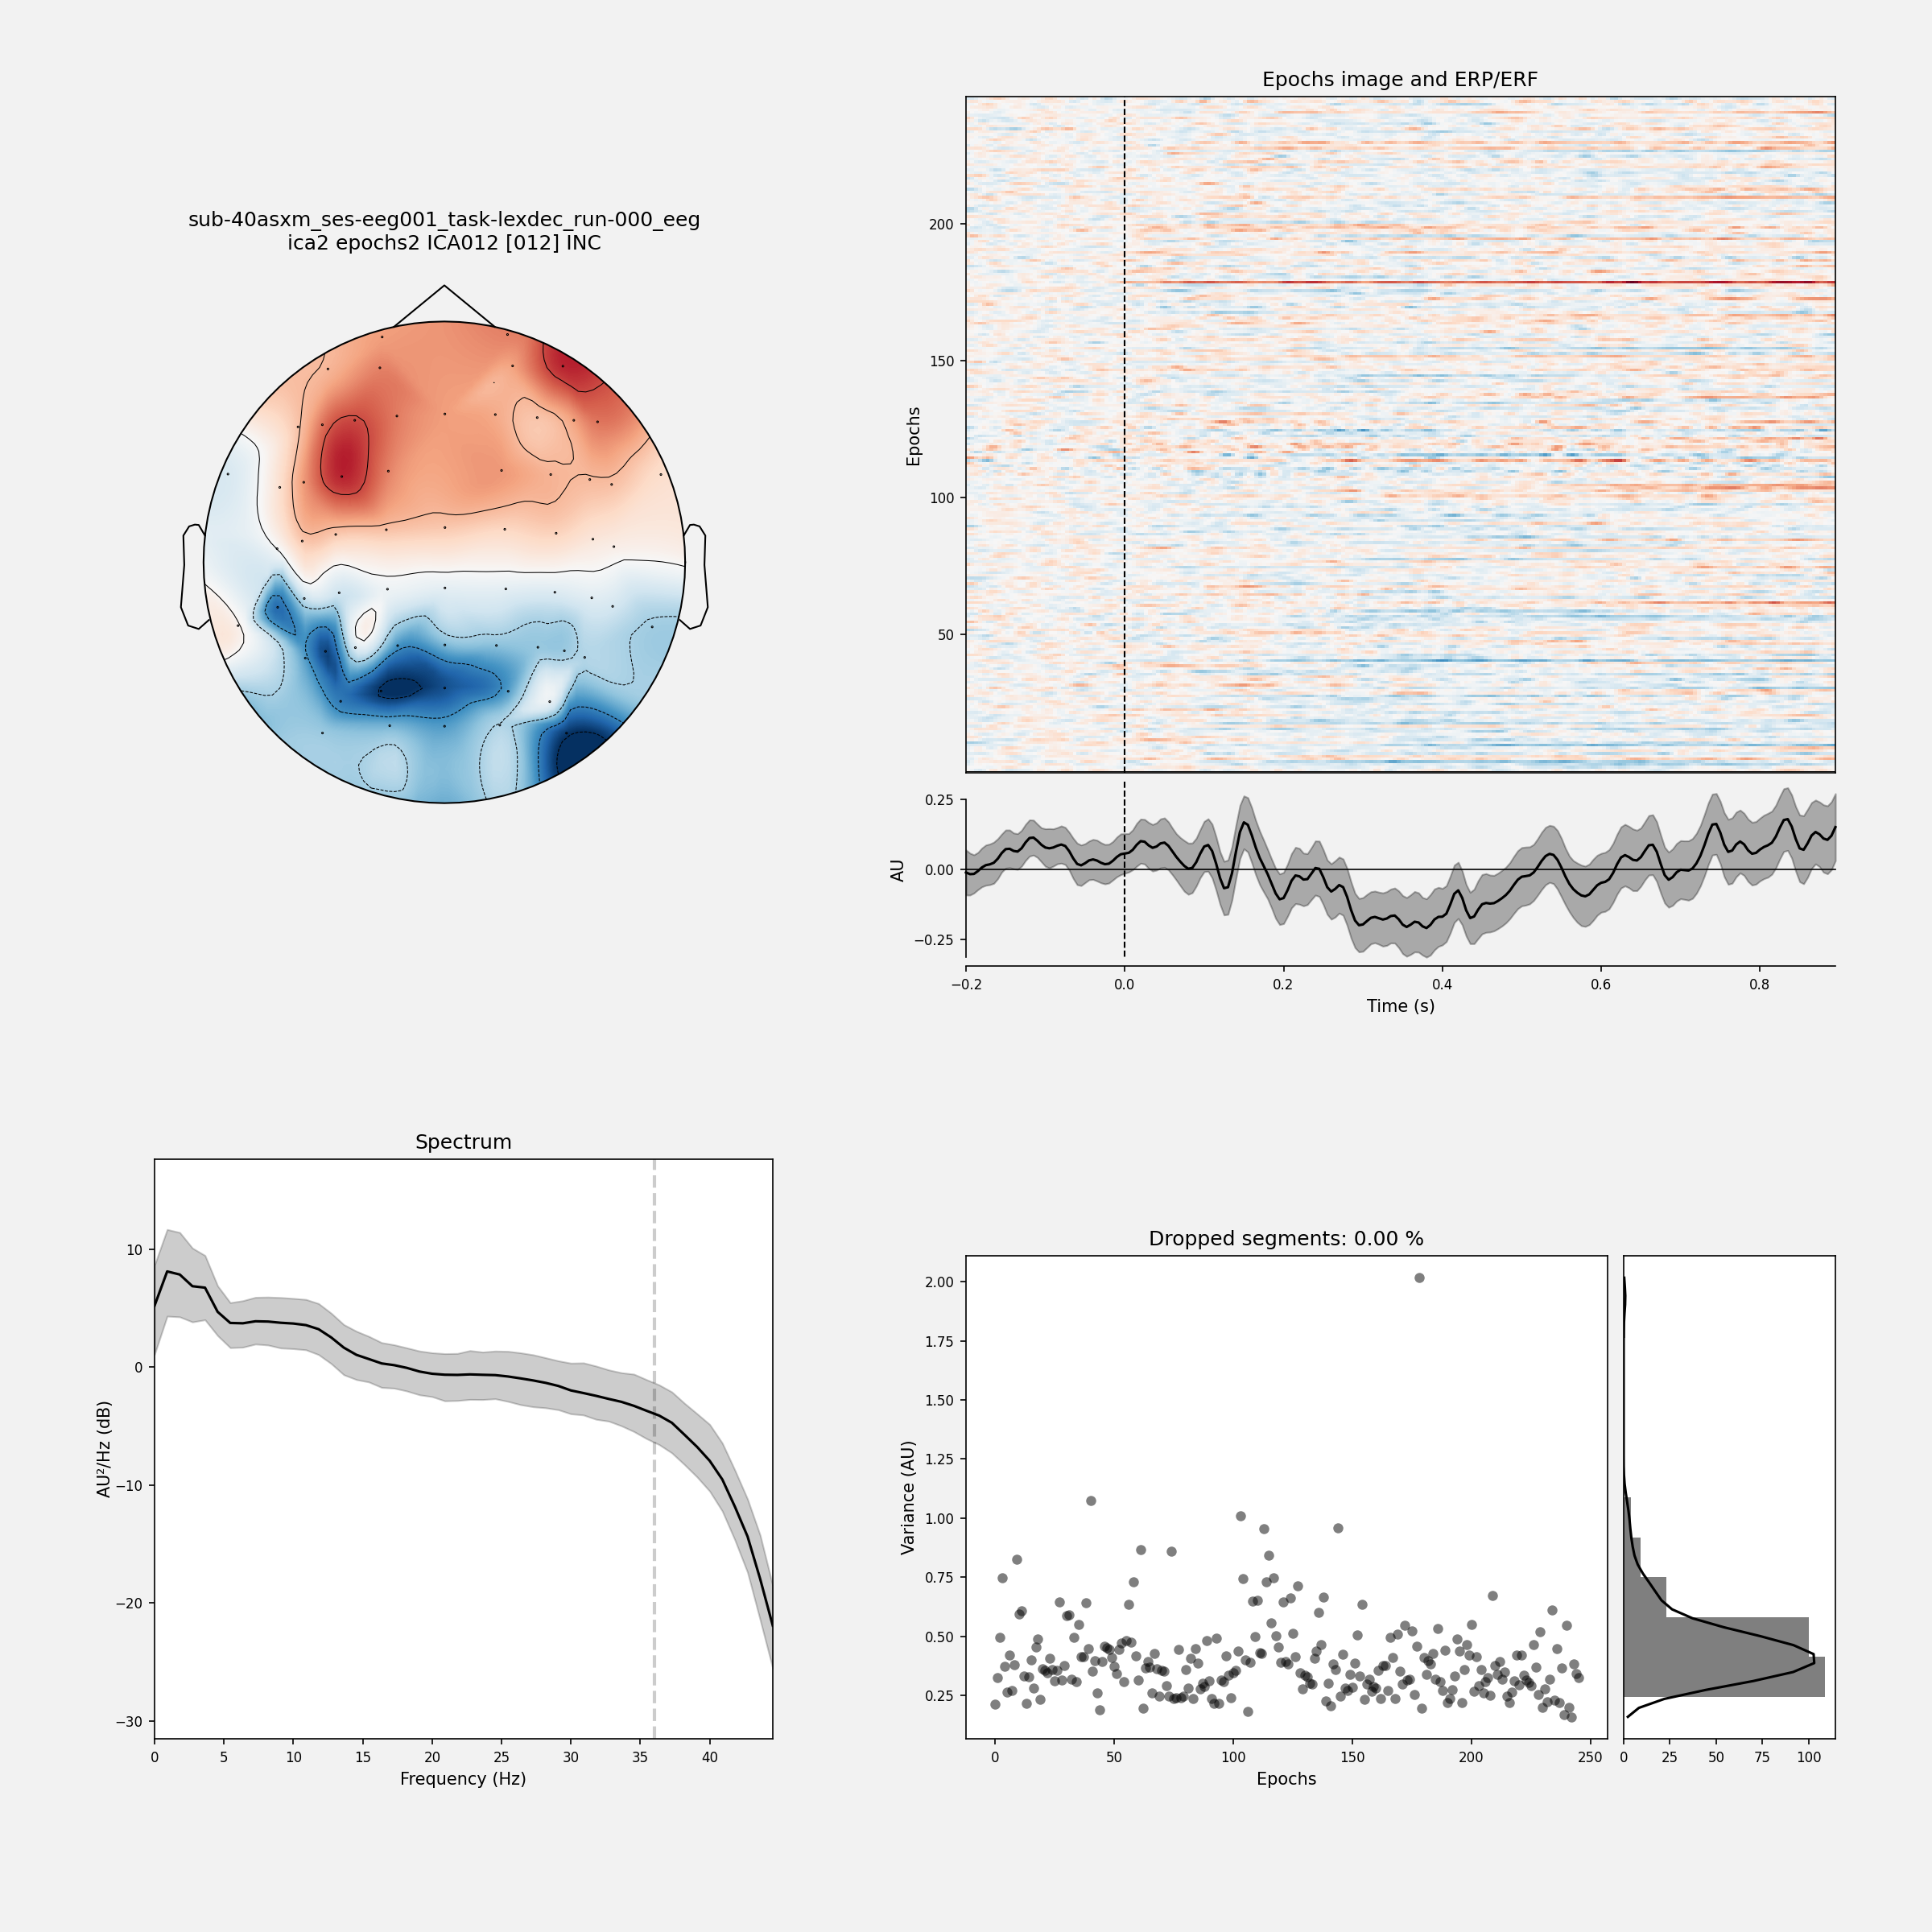 sub-40asxm_ses-eeg001_task-lexdec_run-000_eeg
ica2 epochs2 ICA012 [012] INC
Epochs image and ERP/ERF
Epochs
200
150
100
50
0.25
0.00
−0.25
AU
−0.2 0.0 0.2 0.4 0.6 0.8
Time (s)
Spectrum
AU²/Hz (dB)
10
0
−10
−20
−30
0 5 10 15 20 25 30 35 40
Frequency (Hz)
Dropped segments: 0.00 %
Variance (AU)
2.00
1.75
1.50
1.25
1.00
0.75
0.50
0.25
0 50 100 150 200 250
Epochs
0 25 50 75 100